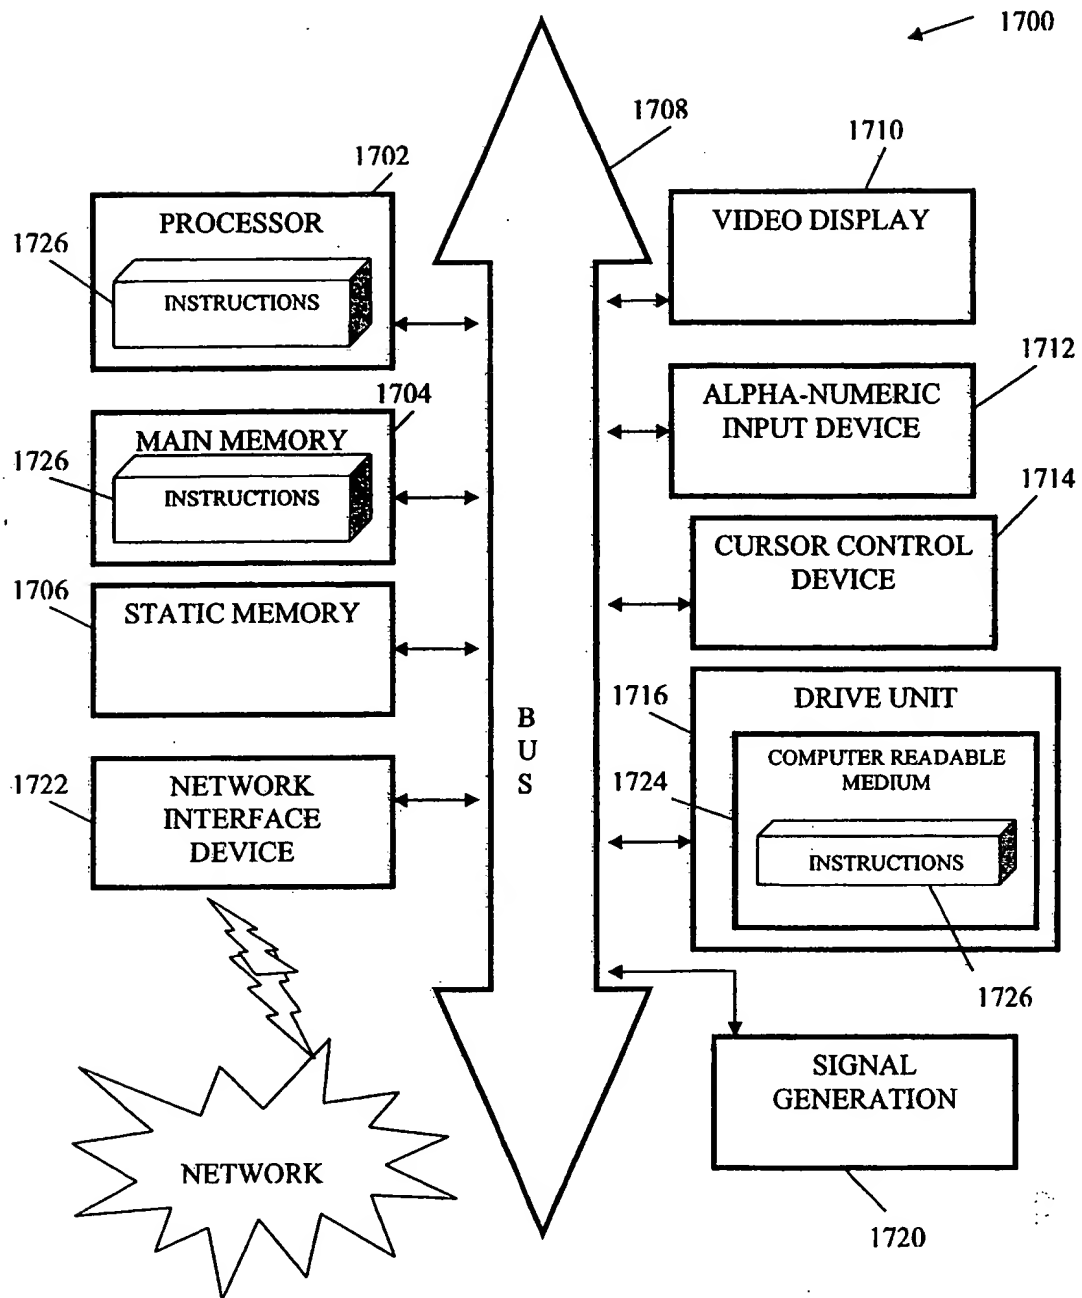 1700
1708
1710
VIDEO DISPLAY
1702
PROCESSOR
1726
INSTRUCTIONS
1712
ALPHA-NUMERIC
INPUT DEVICE
1704
MAIN MEMORY
1726
INSTRUCTIONS
1714
CURSOR CONTROL
DEVICE
1706
STATIC MEMORY
1716
DRIVE UNIT
B
U
S
1724
COMPUTER READABLE
MEDIUM
INSTRUCTIONS
1722
NETWORK
INTERFACE
DEVICE
1726
SIGNAL
GENERATION
NETWORK
1720